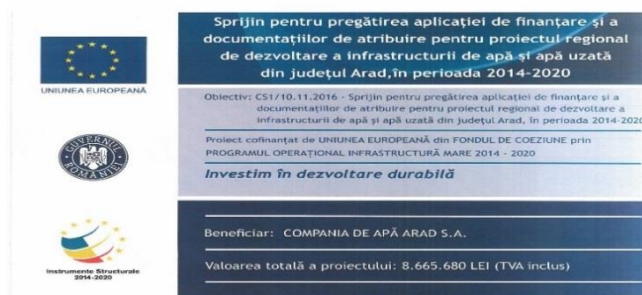 Sprijin pentru pregătirea aplicației de finanțare și a
documentațiilor de atribuire pentru proiectul regional
de dezvoltare a infrastructurii de apă și apă uzată
din județul Arad,în perioada 2014-2020
UNIUNEA EUROPEANĂ
Obiectiv: CS1/10.11.2016 - Sprijin pentru pregătirea aplicației de finanțare și a
documentațiilor de atribuire pentru proiectul regional de dezvoltare a
infrastructurii de apă și apă uzată din județul Arad, în perioada 2014-2020
Proiect cofinanțat de UNIUNEA EUROPEANĂ din FONDUL DE COEZIUNE prin
PROGRAMUL OPERAȚIONAL INFRASTRUCTURĂ MARE 2014 - 2020
Investim în dezvoltare durabilă
GUVERNUL ROMÂNIEI
Beneficiar: COMPANIA DE APĂ ARAD S.A.
Valoarea totală a proiectului: 8.665.680 LEI (TVA inclus)
Instrumente Structurale
2014-2020